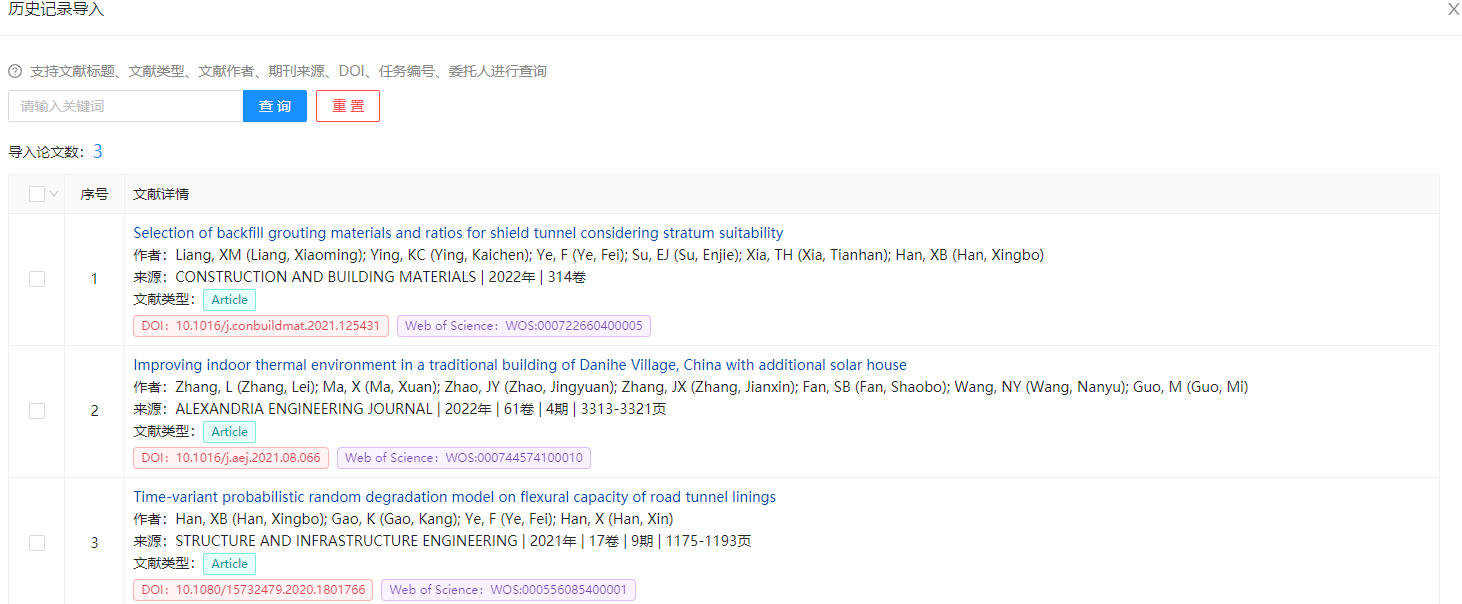 历史记录导入
X
支持文献标题、文献类型、文献作者、期刊来源、DOI、任务编号、委托人进行查询
请输入关键词 查 询 重 置
导入论文数：3
序号 文献详情
Selection of backfill grouting materials and ratios for shield tunnel considering stratum suitability
作者：Liang, XM (Liang, Xiaoming); Ying, KC (Ying, Kaichen); Ye, F (Ye, Fei); Su, EJ (Su, Enjie); Xia, TH (Xia, Tianhan); Han, XB (Han, Xingbo)
1 来源：CONSTRUCTION AND BUILDING MATERIALS | 2022年 | 314卷
文献类型：Article
DOI：10.1016/j.conbuildmat.2021.125431 Web of Science：WOS:000722660400005
Improving indoor thermal environment in a traditional building of Danihe Village, China with additional solar house
作者：Zhang, L (Zhang, Lei); Ma, X (Ma, Xuan); Zhao, JY (Zhao, Jingyuan); Zhang, JX (Zhang, Jianxin); Fan, SB (Fan, Shaobo); Wang, NY (Wang, Nanyu); Guo, M (Guo, Mi)
2 来源：ALEXANDRIA ENGINEERING JOURNAL | 2022年 | 61卷 | 4期 | 3313-3321页
文献类型：Article
DOI：10.1016/j.aej.2021.08.066 Web of Science：WOS:000744574100010
Time-variant probabilistic random degradation model on flexural capacity of road tunnel linings
作者：Han, XB (Han, Xingbo); Gao, K (Gao, Kang); Ye, F (Ye, Fei); Han, X (Han, Xin)
3 来源：STRUCTURE AND INFRASTRUCTURE ENGINEERING | 2021年 | 17卷 | 9期 | 1175-1193页
文献类型：Article
DOI：10.1080/15732479.2020.1801766 Web of Science：WOS:000556085400001